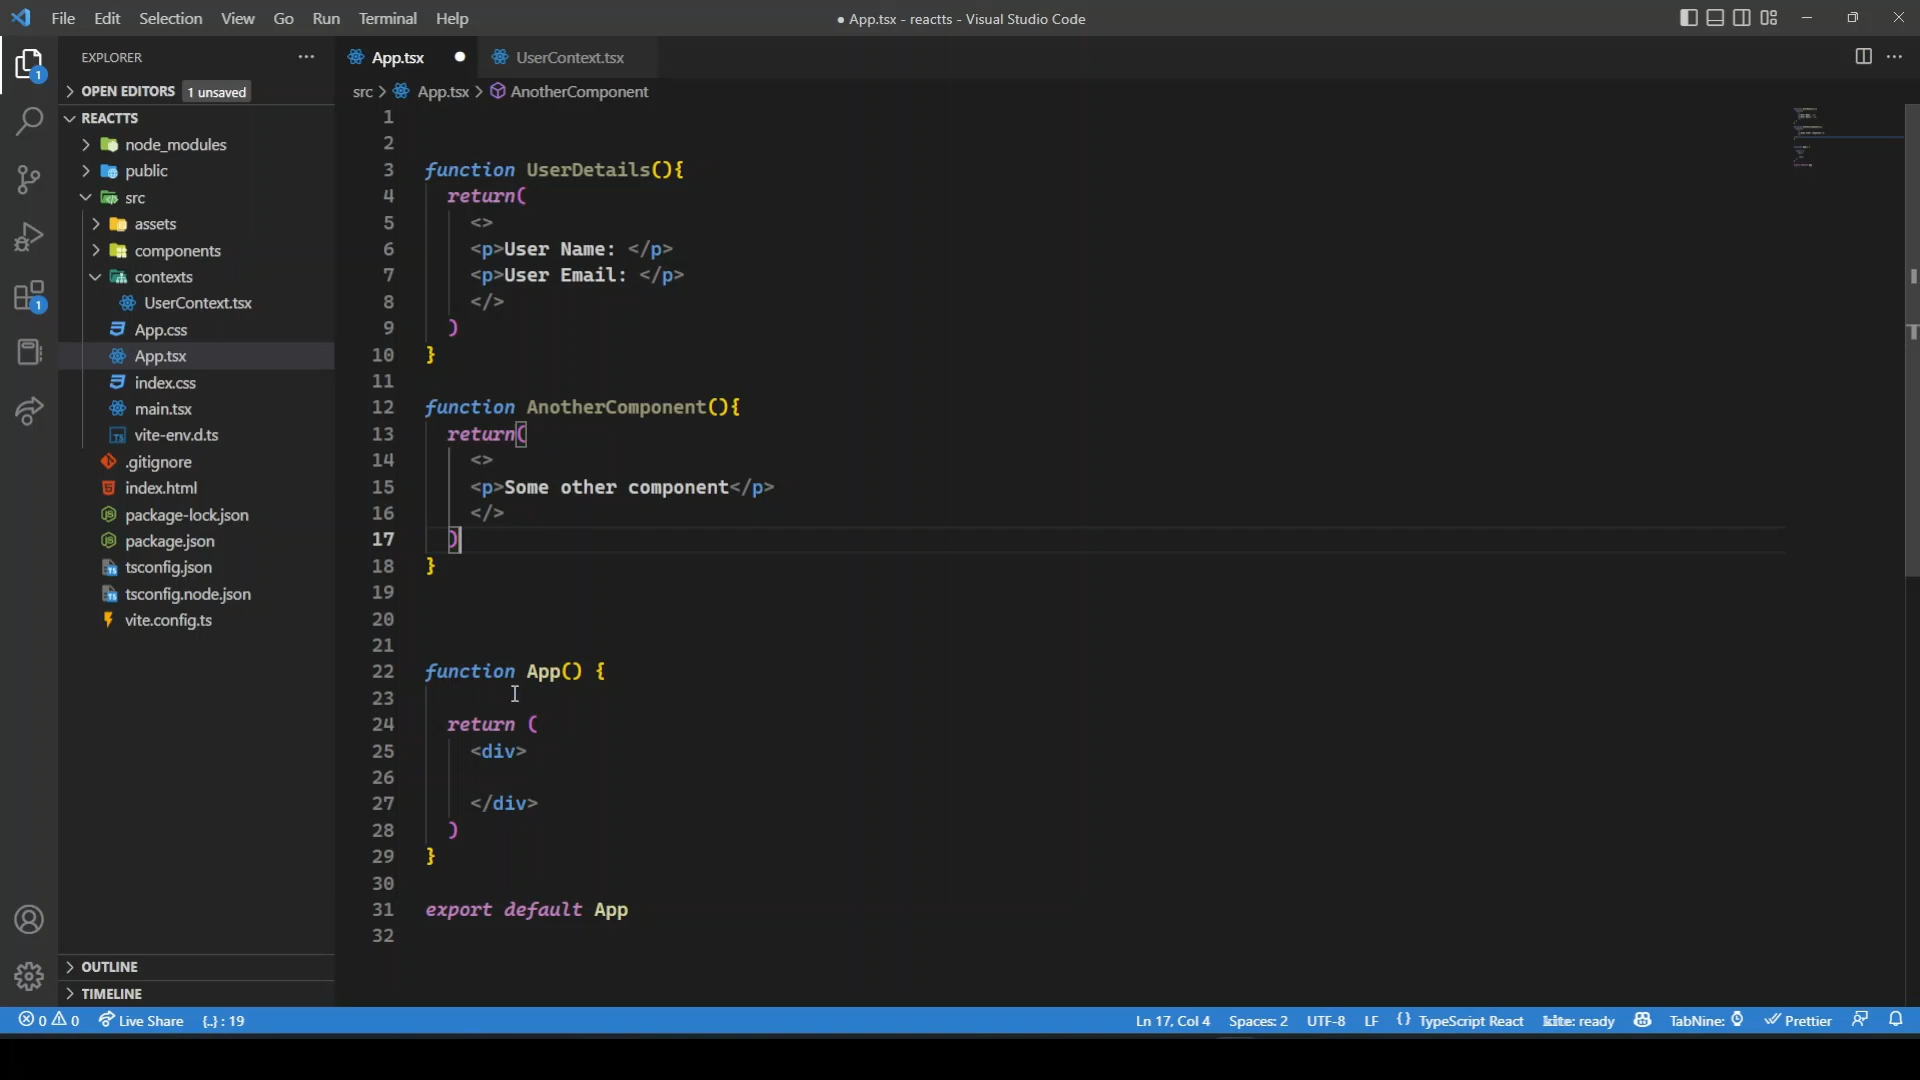 File Edit Selection View Go Run Terminal Help
● App.tsx - reactts - Visual Studio Code
EXPLORER
OPEN EDITORS 1 unsaved
REACTTS
node_modules
public
src
assets
components
contexts
UserContext.tsx
App.css
App.tsx
index.css
main.tsx
vite-env.d.ts
.gitignore
index.html
package-lock.json
package.json
tsconfig.json
tsconfig.node.json
vite.config.ts
OUTLINE
TIMELINE
App.tsx UserContext.tsx
src > App.tsx > AnotherComponent
1
2
3 function UserDetails(){
4 return(
5 <>
6 <p>User Name: </p>
7 <p>User Email: </p>
8 </>
9 )
10 }
11
12 function AnotherComponent(){
13 return(
14 <>
15 <p>Some other component</p>
16 </>
17 )
18 }
19
20
21
22 function App() {
23
24 return (
25 <div>
26
27 </div>
28 )
29 }
30
31 export default App
32
0 0 Live Share {..} : 19 Ln 17, Col 4 Spaces: 2 UTF-8 LF {} TypeScript React kite: ready TabNine: Prettier